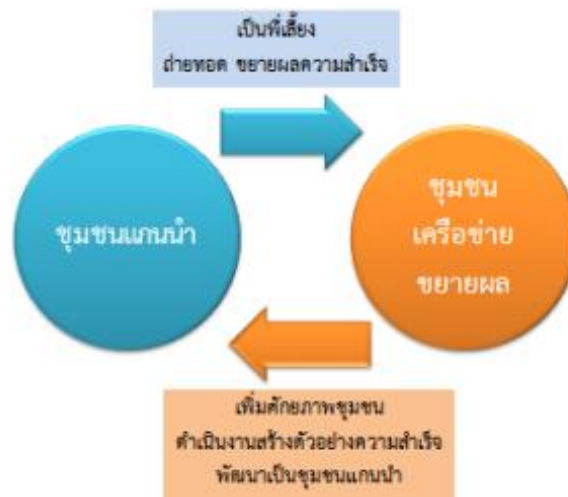 เป็นพี่เลี้ยง
ถ่ายทอด ขยายผลความสำเร็จ
ชุมชนแกนนำ
ชุมชน
เครือข่าย
ขยายผล
เพิ่มศักยภาพชุมชน
ดำเนินงานสร้างตัวอย่างความสำเร็จ
พัฒนาเป็นชุมชนแกนนำ